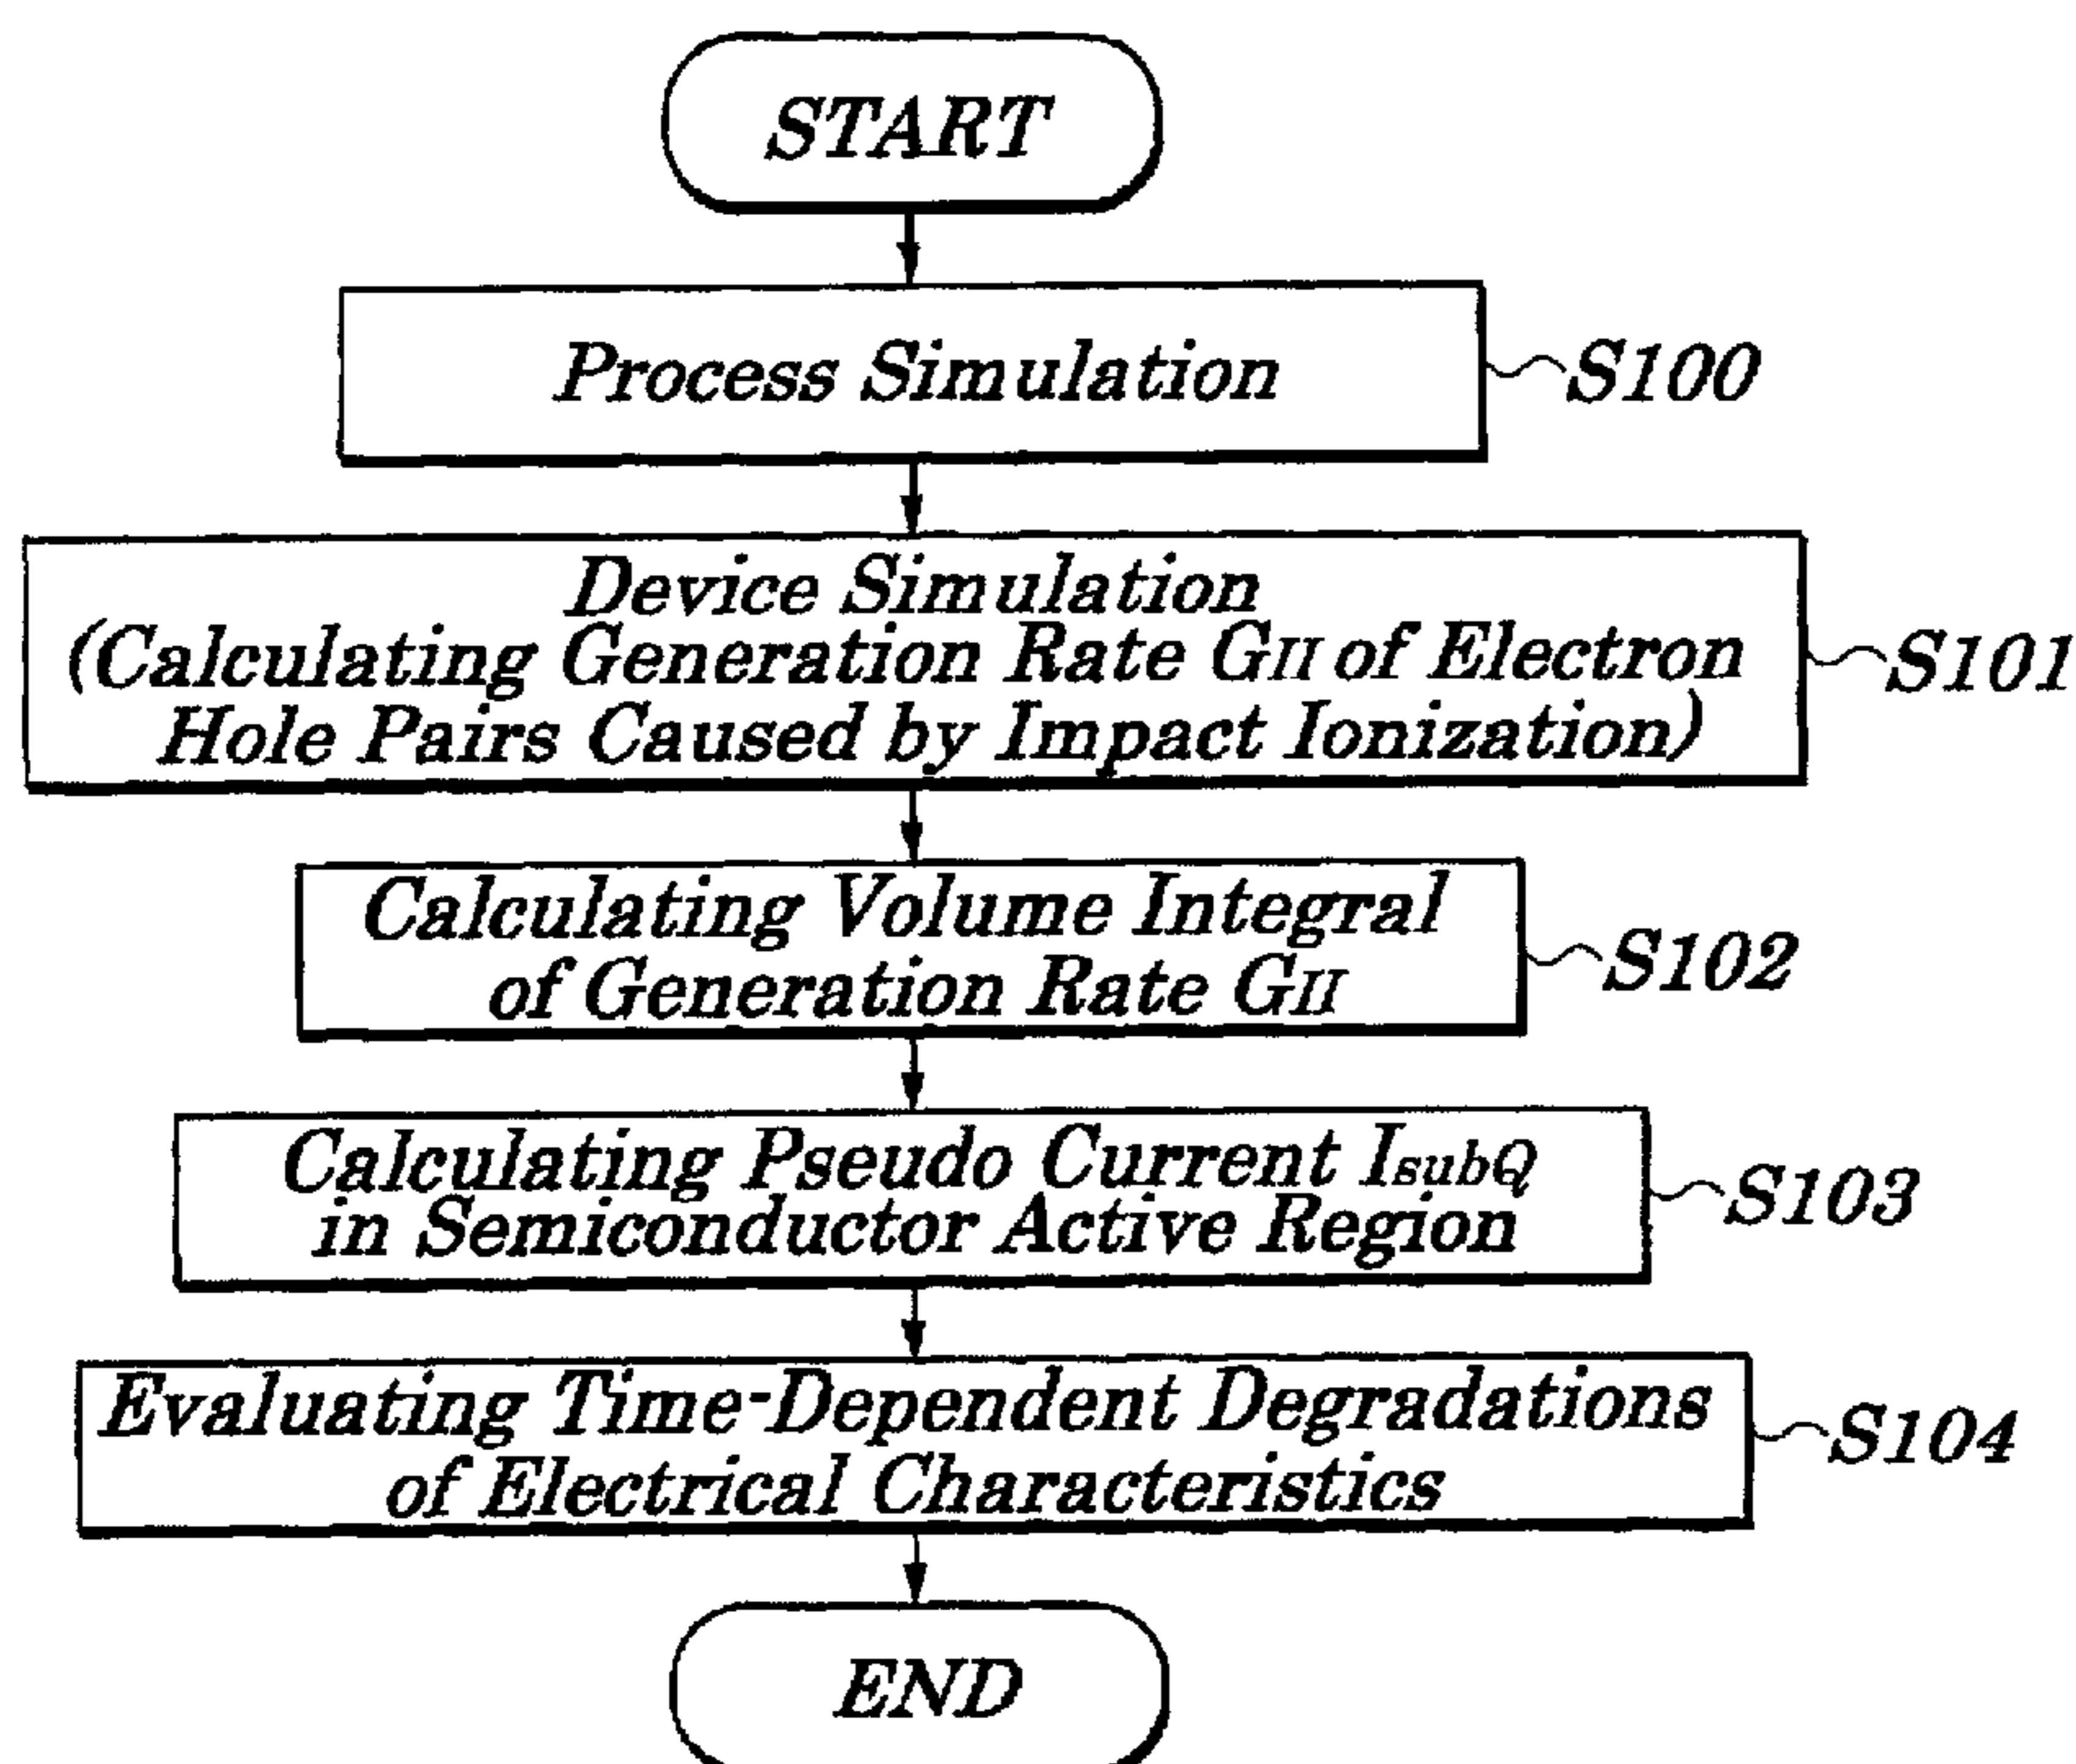 START
Process Simulation
S100
Device Simulation
(Calculating Generation Rate GII of Electron
Hole Pairs Caused by Impact Ionization)
S101
Calculating Volume Integral
of Generation Rate GII
S102
Calculating Pseudo Current IsubQ
in Semiconductor Active Region
S103
Evaluating Time-Dependent Degradations
of Electrical Characteristics
S104
END